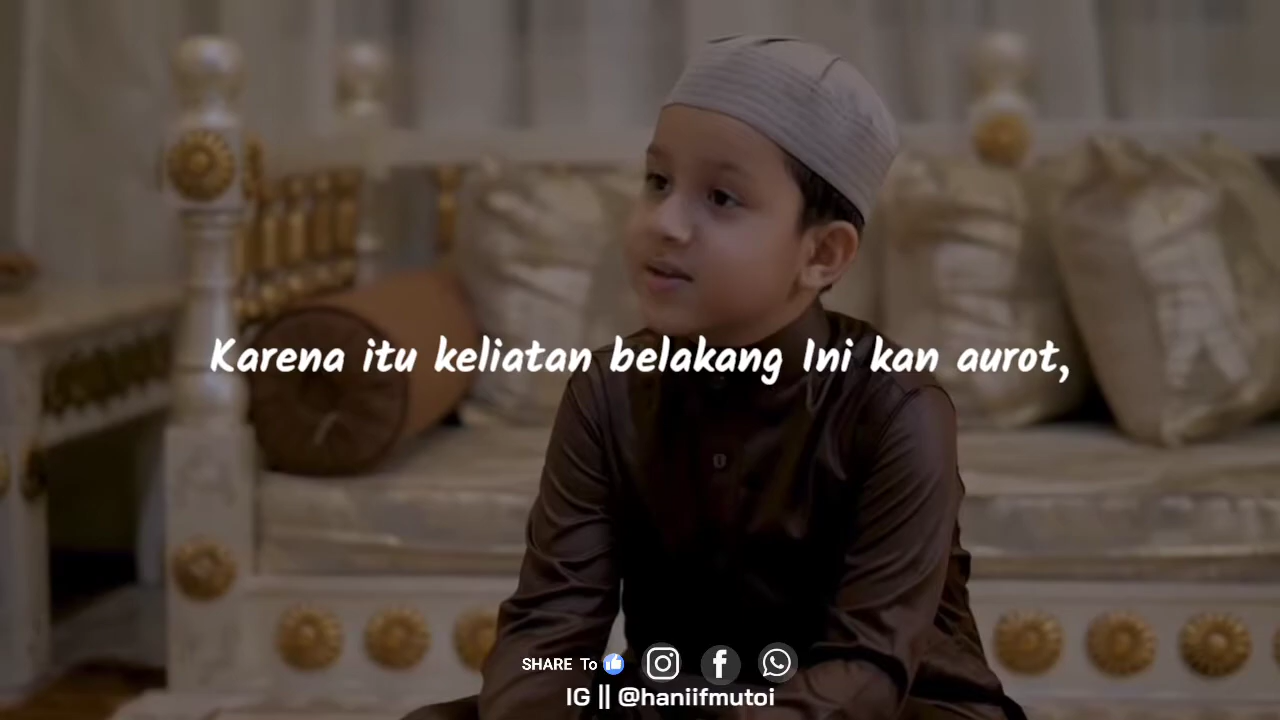 Karena itu keliatan belakang Ini kan aurot,
SHARE To
IG || @haniifmutoi